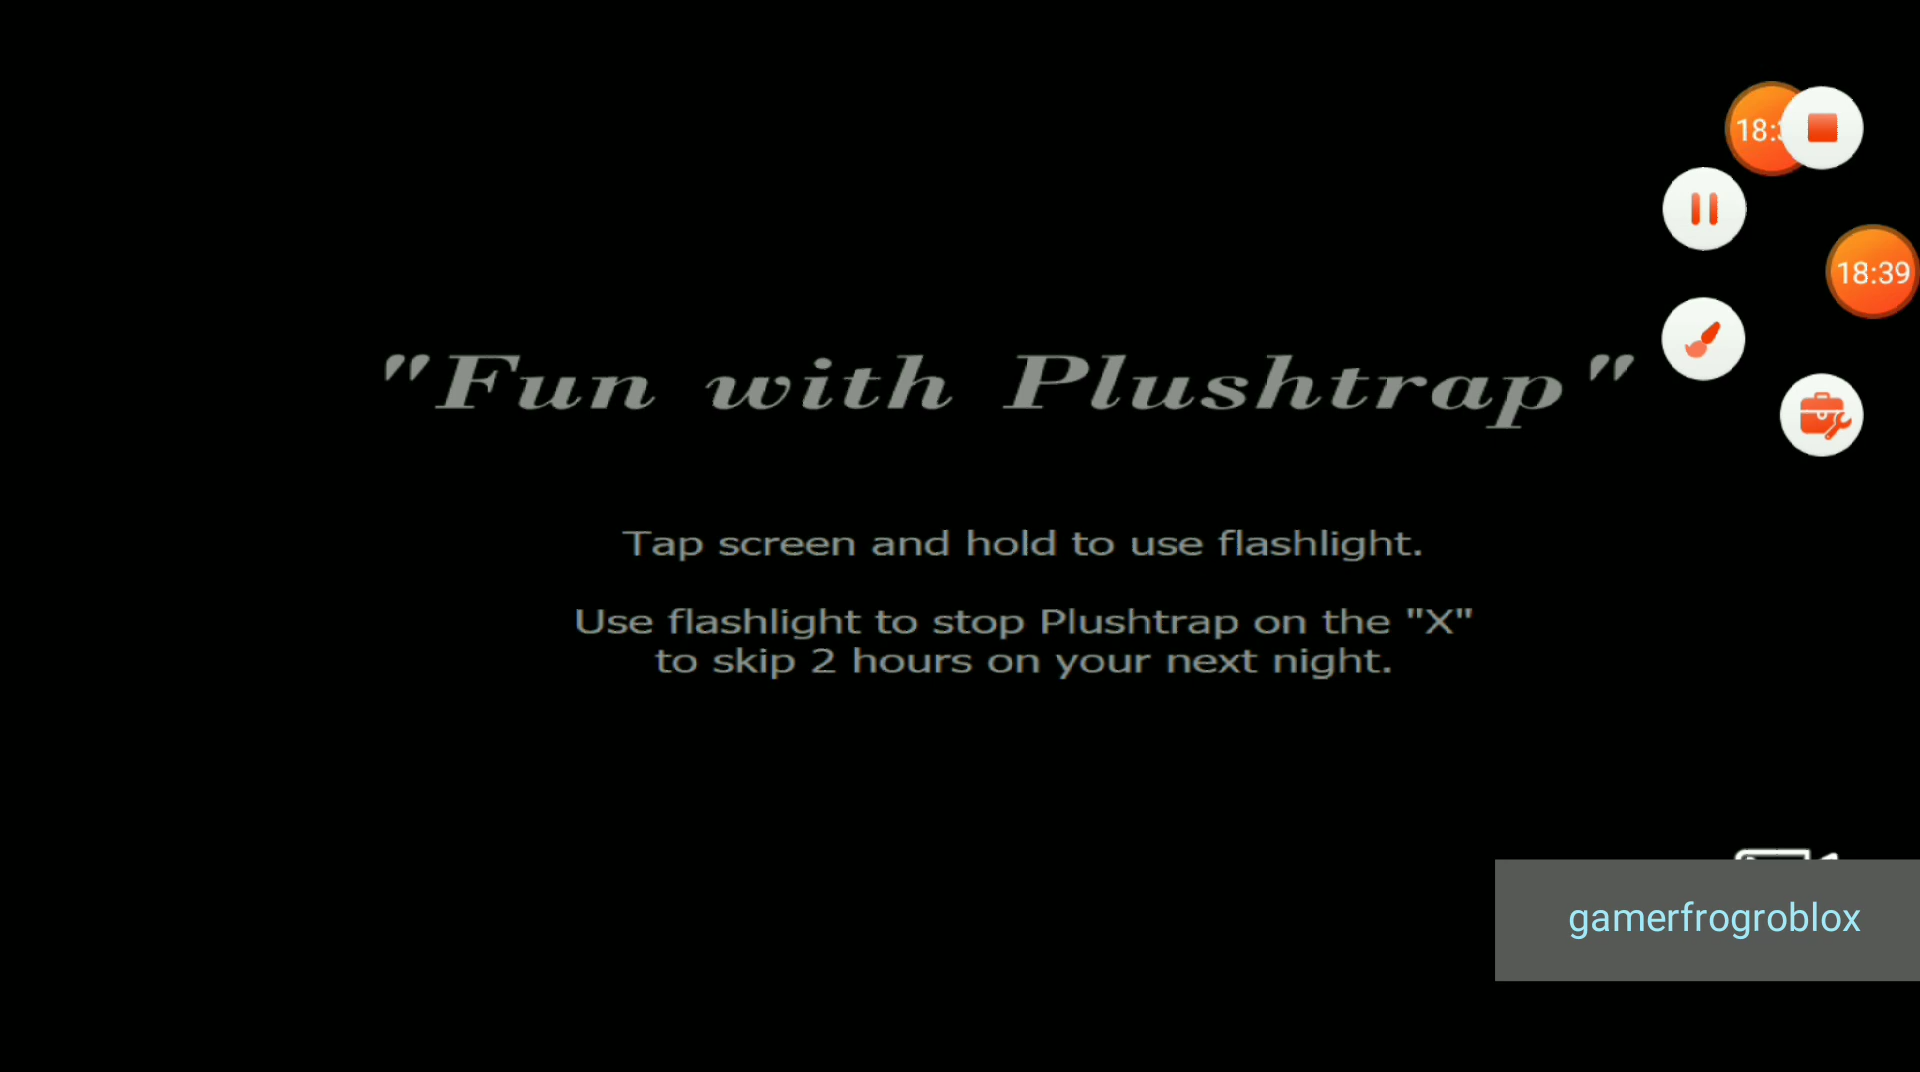 18:
18:39
"Fun with Plushtrap"
Tap screen and hold to use flashlight.
Use flashlight to stop Plushtrap on the "X"
to skip 2 hours on your next night.
gamerfrogroblox